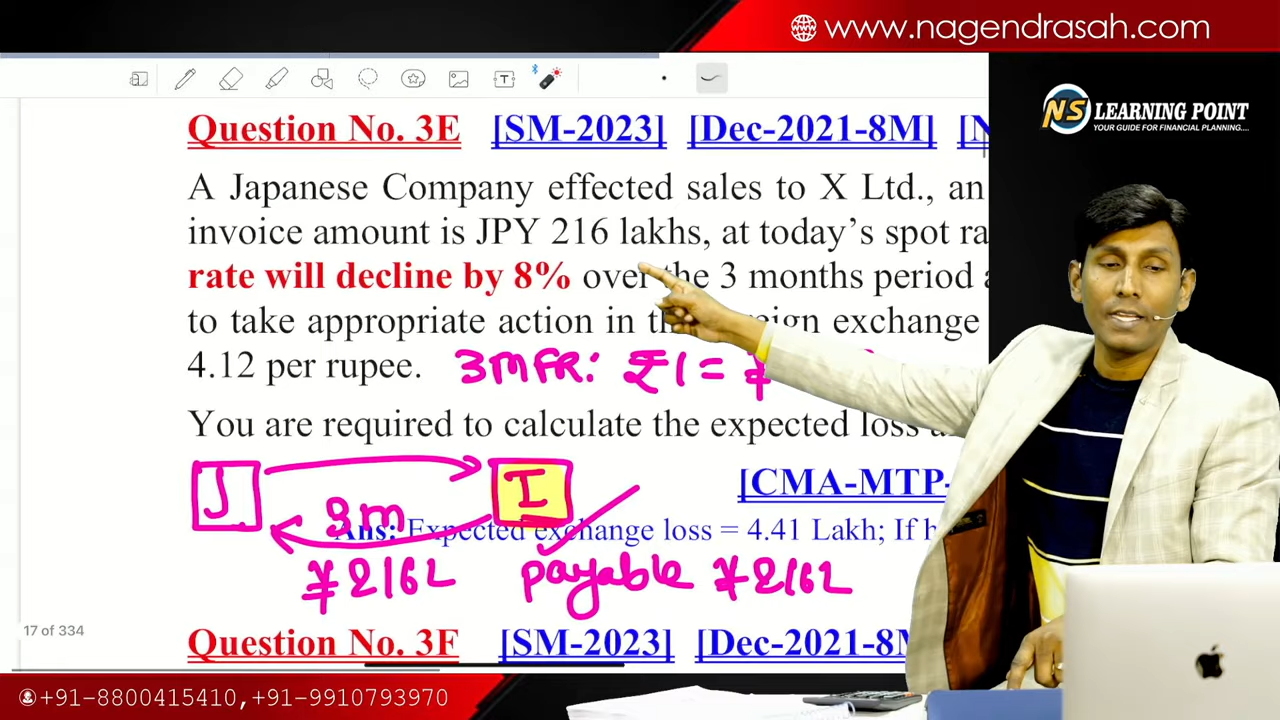 www.nagendrasah.com
NS LEARNING POINT
YOUR GUIDE FOR FINANCIAL PLANNING....
Question No. 3E [SM-2023] [Dec-2021-8M] [N
A Japanese Company effected sales to X Ltd., an
invoice amount is JPY 216 lakhs, at today's spot ra
rate will decline by 8% over the 3 months period a
to take appropriate action in the foreign exchange
4.12 per rupee. 3MFR: ₹1 = ¥
You are required to calculate the expected loss
[CMA-MTP-
J I
3m
Ans: Expected exchange loss = 4.41 Lakh; If h
¥216L payable ¥216L
17 of 334
Question No. 3F [SM-2023] [Dec-2021-8M
+91-8800415410,+91-9910793970